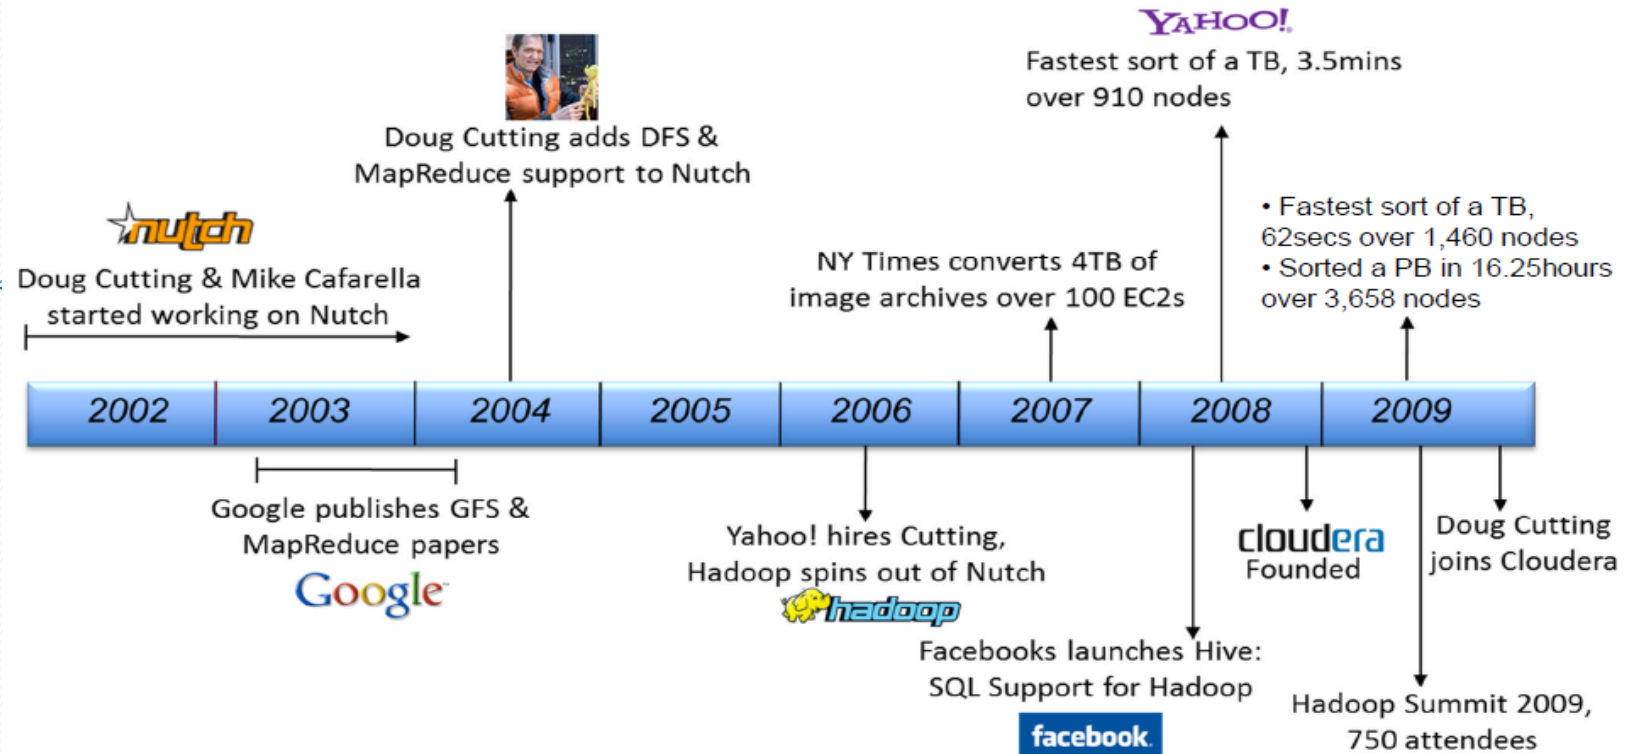 YAHOO!
Fastest sort of a TB, 3.5mins
over 910 nodes
Doug Cutting adds DFS &
MapReduce support to Nutch
nutch
Doug Cutting & Mike Cafarella
started working on Nutch
NY Times converts 4TB of
image archives over 100 EC2s
• Fastest sort of a TB,
62secs over 1,460 nodes
• Sorted a PB in 16.25hours
over 3,658 nodes
2002
2003
2004
2005
2006
2007
2008
2009
Google publishes GFS &
MapReduce papers
Google™
Yahoo! hires Cutting,
Hadoop spins out of Nutch
hadoop
Facebooks launches Hive:
SQL Support for Hadoop
facebook.
cloudera
Founded
Doug Cutting
joins Cloudera
Hadoop Summit 2009,
750 attendees